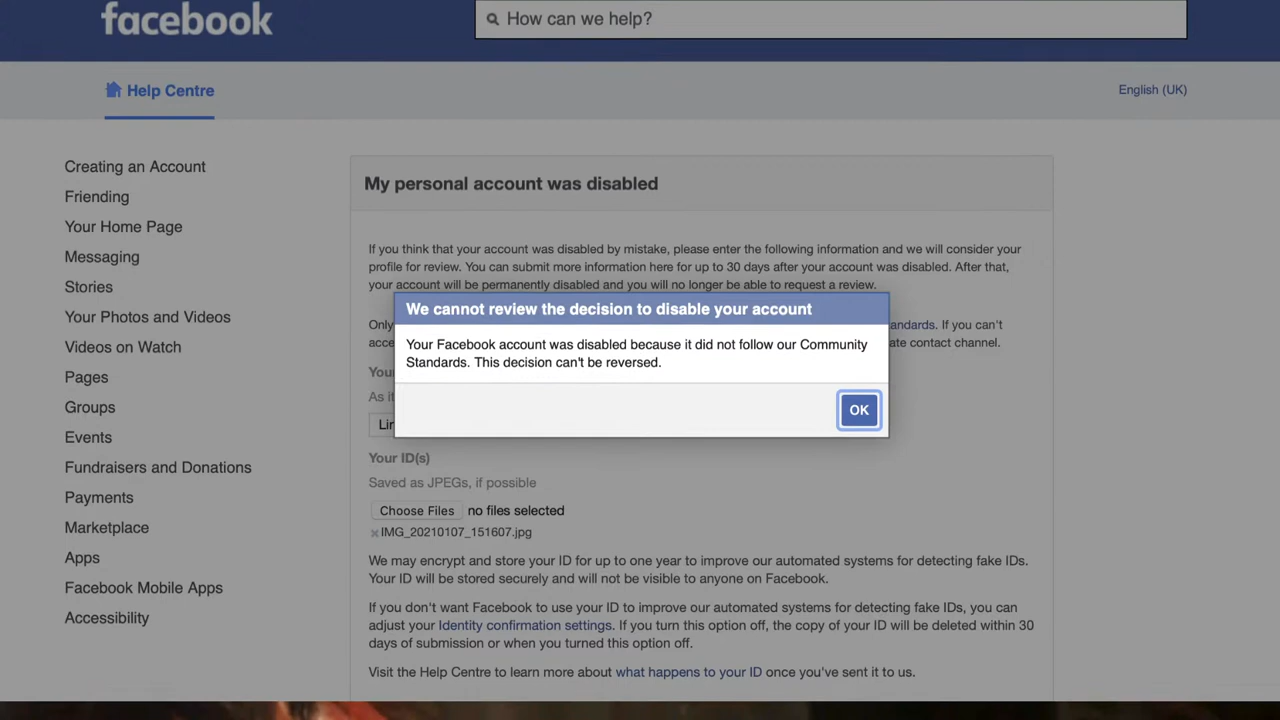 facebook
How can we help?
Help Centre
English (UK)
Creating an Account
Friending
Your Home Page
Messaging
Stories
Your Photos and Videos
Videos on Watch
Pages
Groups
Events
Fundraisers and Donations
Payments
Marketplace
Apps
Facebook Mobile Apps
Accessibility
My personal account was disabled
If you think that your account was disabled by mistake, please enter the following information and we will consider your
profile for review. You can submit more information here for up to 30 days after your account was disabled. After that,
your account will be permanently disabled and you will no longer be able to request a review.
We cannot review the decision to disable your account
Your Facebook account was disabled because it did not follow our Community
Standards. This decision can't be reversed.
OK
Only
andards. If you can't
acce
ate contact channel.
Your
As it
Lin
Your ID(s)
Saved as JPEGs, if possible
Choose Files no files selected
IMG_20210107_151607.jpg
We may encrypt and store your ID for up to one year to improve our automated systems for detecting fake IDs.
Your ID will be stored securely and will not be visible to anyone on Facebook.
If you don't want Facebook to use your ID to improve our automated systems for detecting fake IDs, you can
adjust your Identity confirmation settings. If you turn this option off, the copy of your ID will be deleted within 30
days of submission or when you turned this option off.
Visit the Help Centre to learn more about what happens to your ID once you've sent it to us.